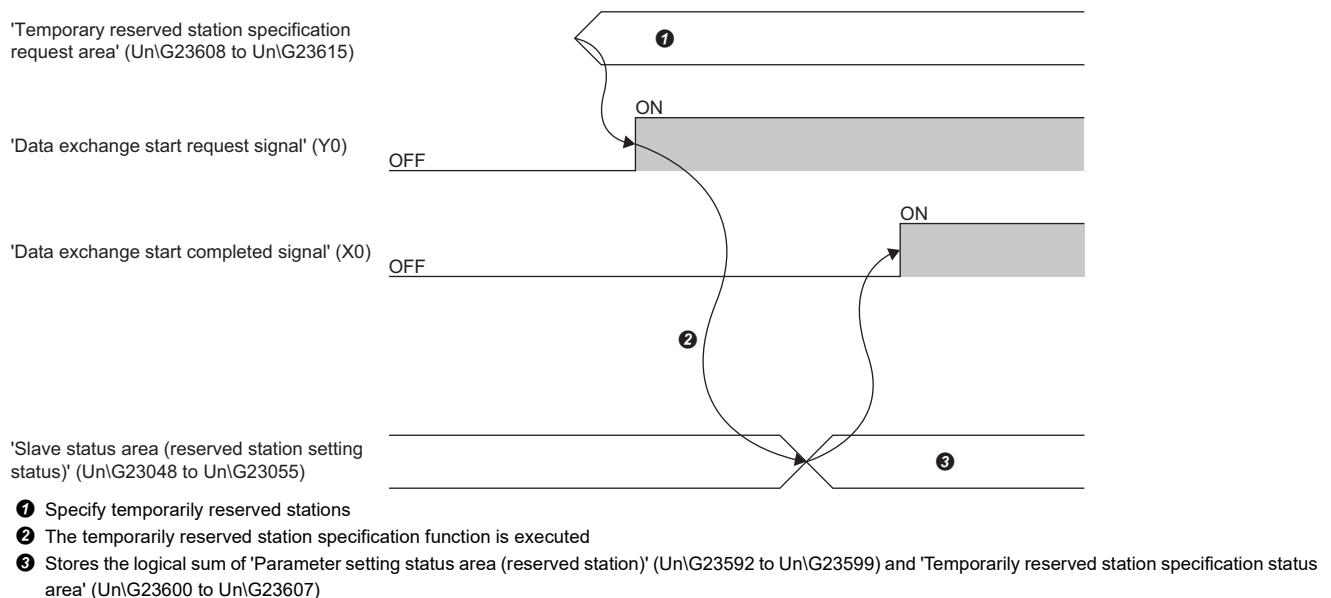 'Temporary reserved station specification
request area' (Un\G23608 to Un\G23615)
❶
ON
'Data exchange start request signal' (Y0)
OFF
ON
'Data exchange start completed signal' (X0)
OFF
❷
'Slave status area (reserved station setting
status)' (Un\G23048 to Un\G23055)
❸
❶ Specify temporarily reserved stations
❷ The temporarily reserved station specification function is executed
❸ Stores the logical sum of 'Parameter setting status area (reserved station)' (Un\G23592 to Un\G23599) and 'Temporarily reserved station specification status
area' (Un\G23600 to Un\G23607)